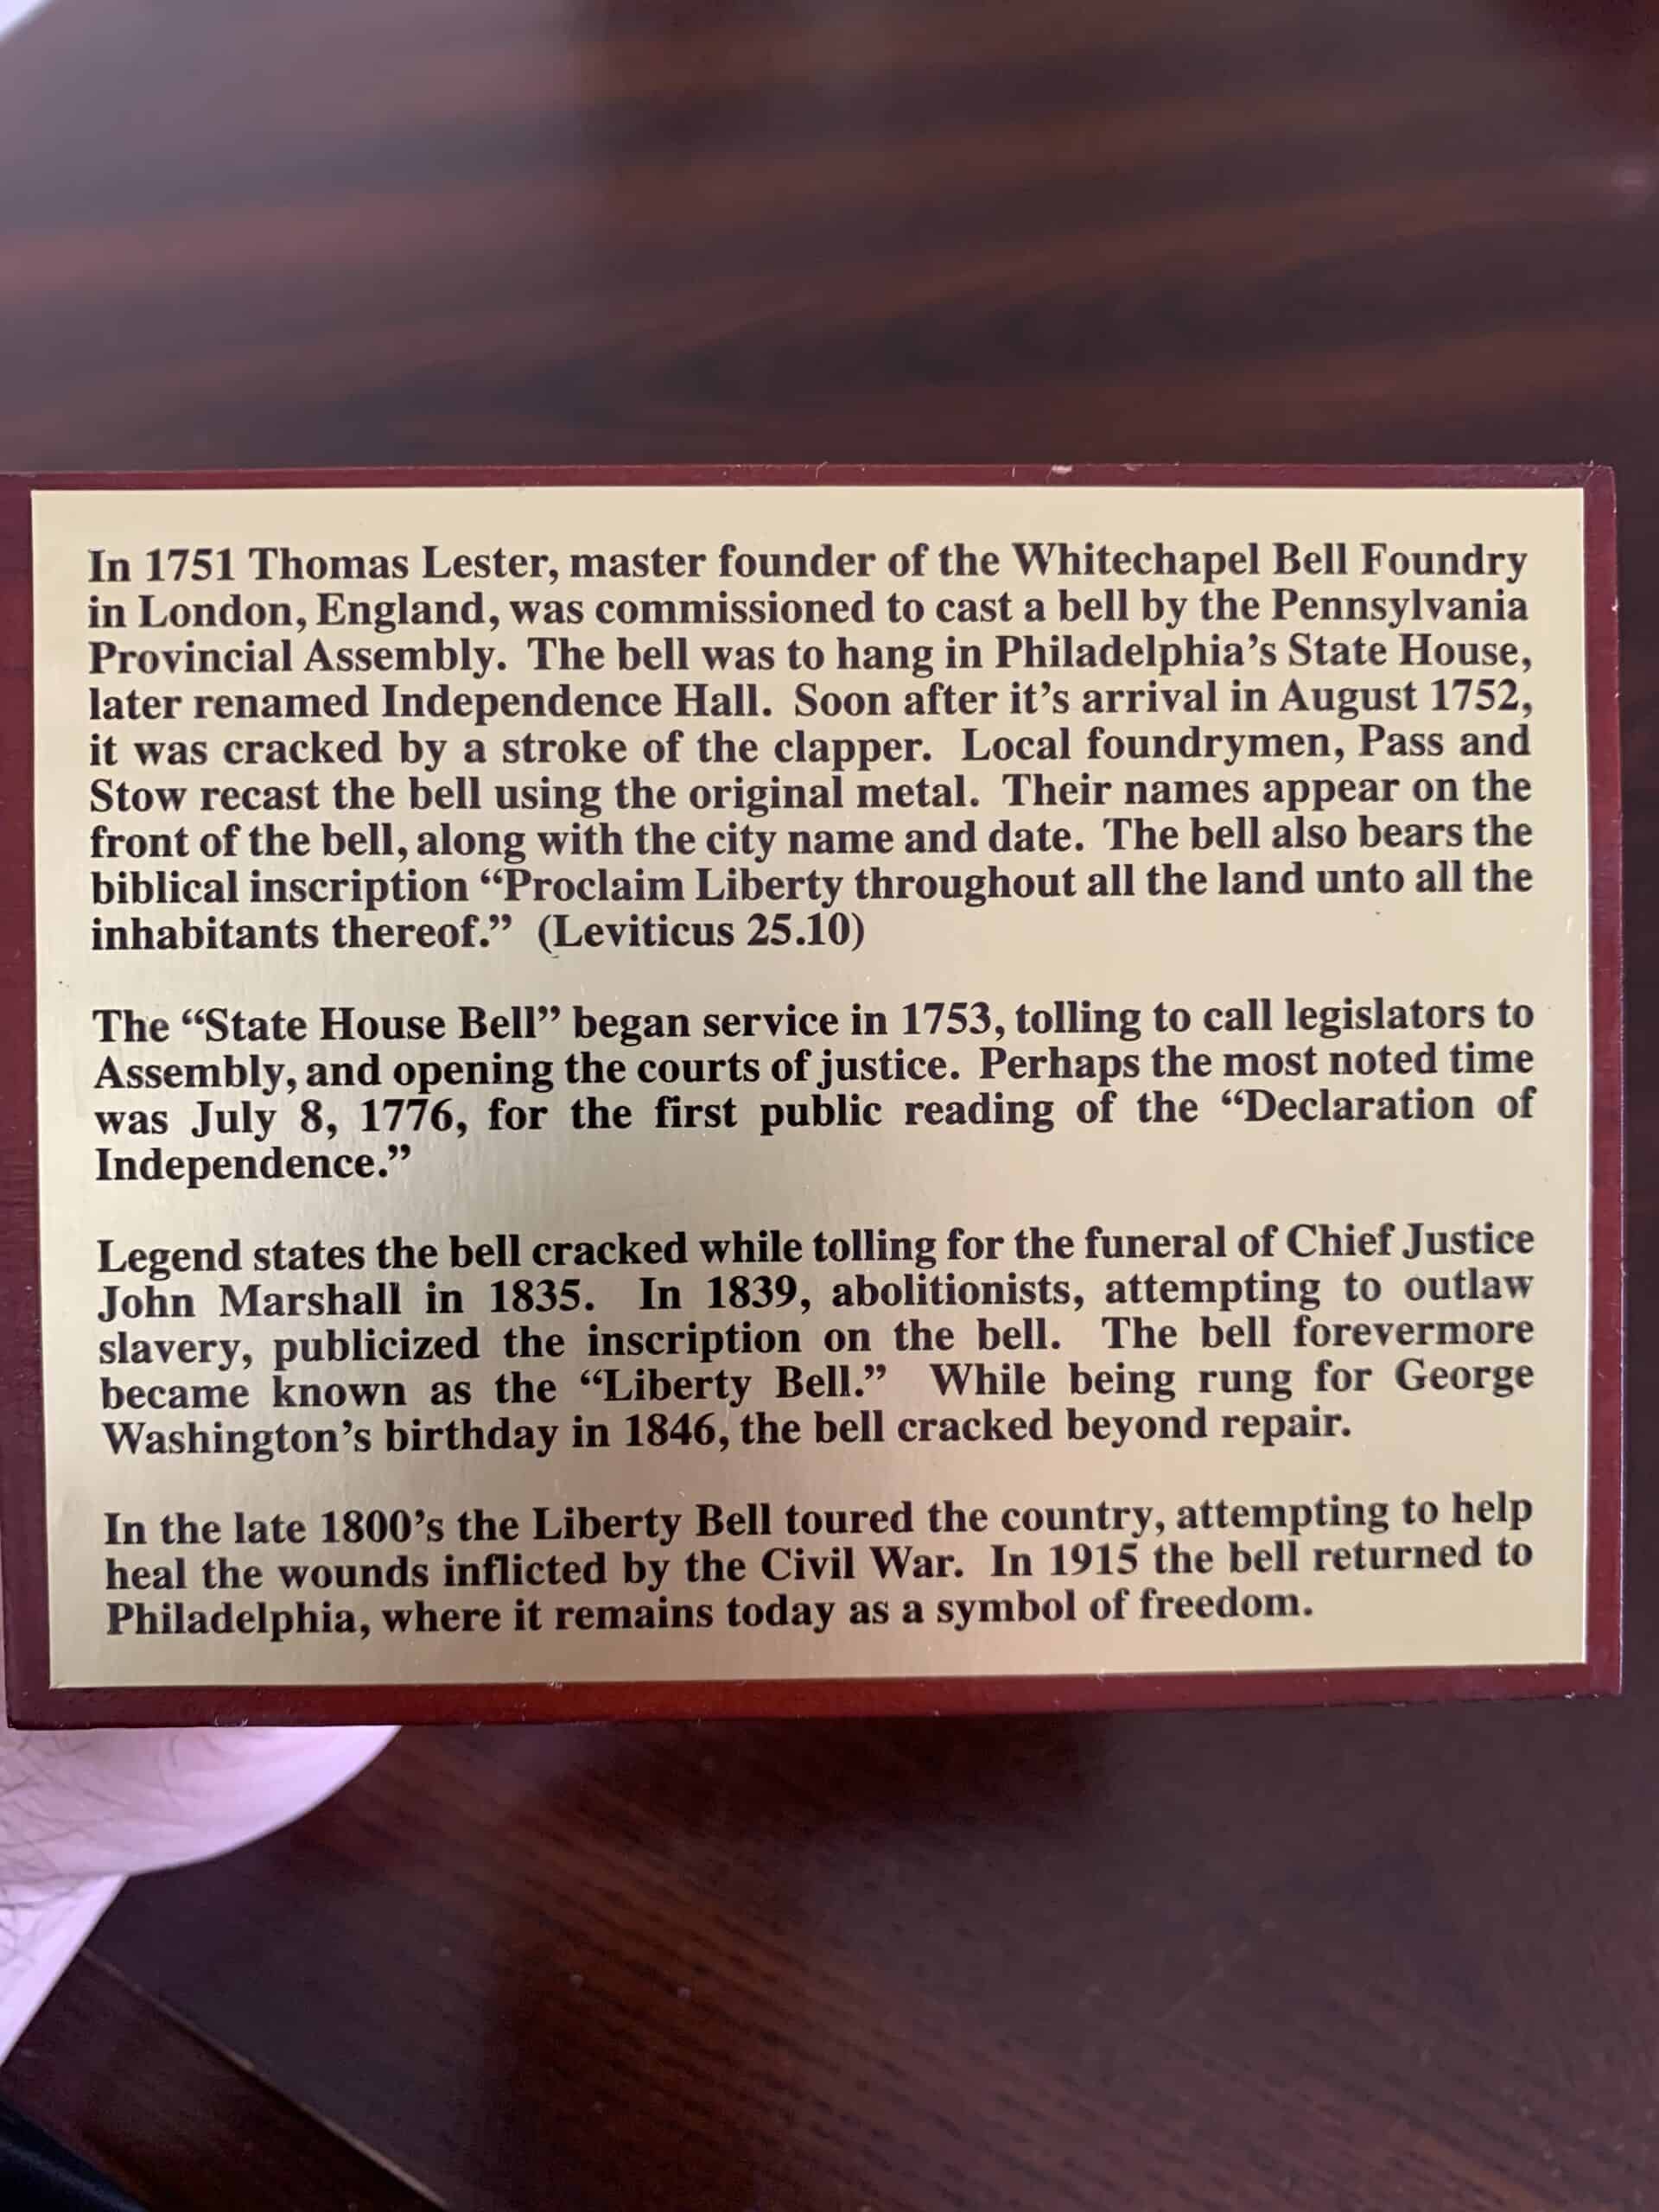 In 1751 Thomas Lester, master founder of the Whitechapel Bell Foundry
in London, England, was commissioned to cast a bell by the Pennsylvania
Provincial Assembly. The bell was to hang in Philadelphia’s State House,
later renamed Independence Hall. Soon after it’s arrival in August 1752,
it was cracked by a stroke of the clapper. Local foundrymen, Pass and
Stow recast the bell using the original metal. Their names appear on the
front of the bell, along with the city name and date. The bell also bears the
biblical inscription “Proclaim Liberty throughout all the land unto all the
inhabitants thereof.” (Leviticus 25.10)
The “State House Bell” began service in 1753, tolling to call legislators to
Assembly, and opening the courts of justice. Perhaps the most noted time
was July 8, 1776, for the first public reading of the “Declaration of
Independence.”
Legend states the bell cracked while tolling for the funeral of Chief Justice
John Marshall in 1835. In 1839, abolitionists, attempting to outlaw
slavery, publicized the inscription on the bell. The bell forevermore
became known as the “Liberty Bell.” While being rung for George
Washington’s birthday in 1846, the bell cracked beyond repair.
In the late 1800’s the Liberty Bell toured the country, attempting to help
heal the wounds inflicted by the Civil War. In 1915 the bell returned to
Philadelphia, where it remains today as a symbol of freedom.